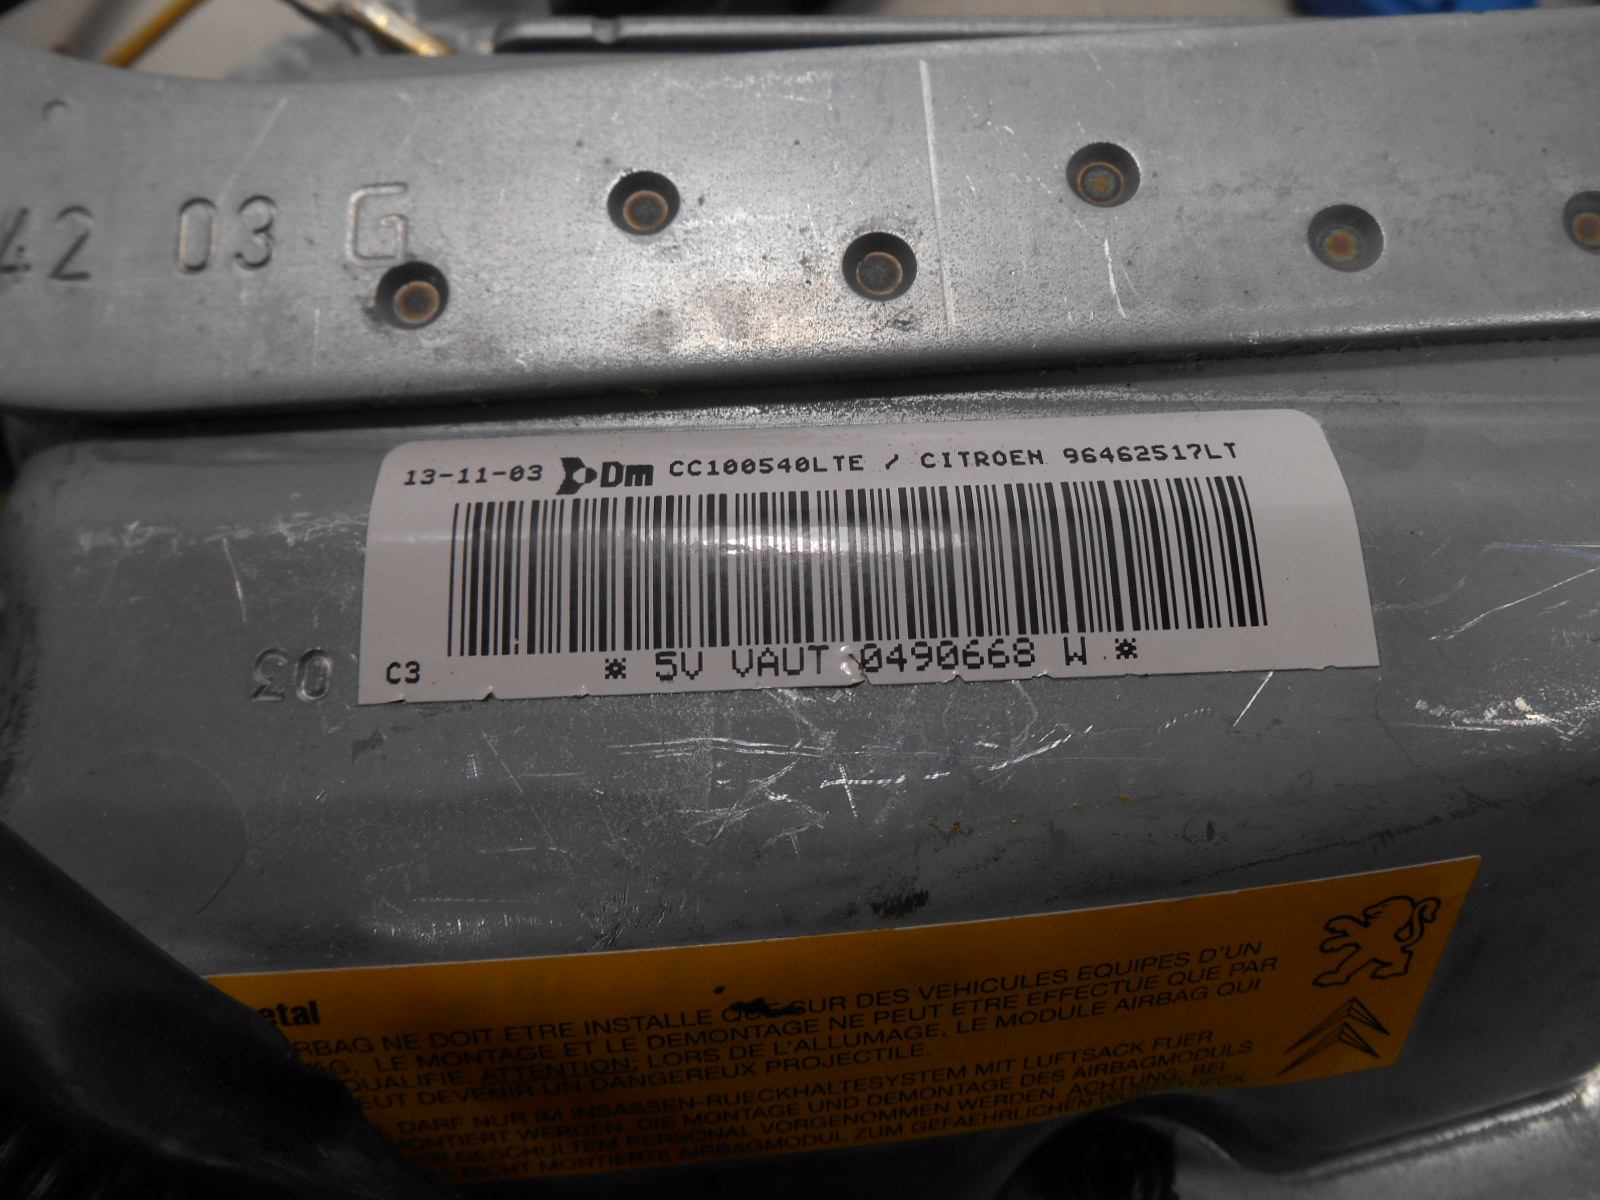 42 03 G
13-11-03 Dm CC100540LTE / CITROEN 96462517LT
C3 * 5V VAUT 0490668 W *
03
AIRBAG NE DOIT ETRE INSTALLE QUE SUR DES VEHICULES EQUIPES D'UN
LE MONTAGE ET LE DEMONTAGE NE PEUT ETRE EFFECTUE QUE PAR
QUALIFIE. ATTENTION: LORS DE L'ALLUMAGE, LE MODULE AIRBAG QUI
DEVENIR UN DANGEREUX PROJECTILE.
DARF NUR IM INSASSEN-RUECKHALTESYSTEM MIT LUFTSACK FUER
MONTIERT WERDEN. DIE MONTAGE UND DEMONTAGE DES AIRBAGMODULS
GESCHULTEM PERSONAL VORGENOMMEN WERDEN. ACHTUNG: BEI
NICHT MONTIERTE AIRBAGMODUL ZUM GEFAEHRLICHEN